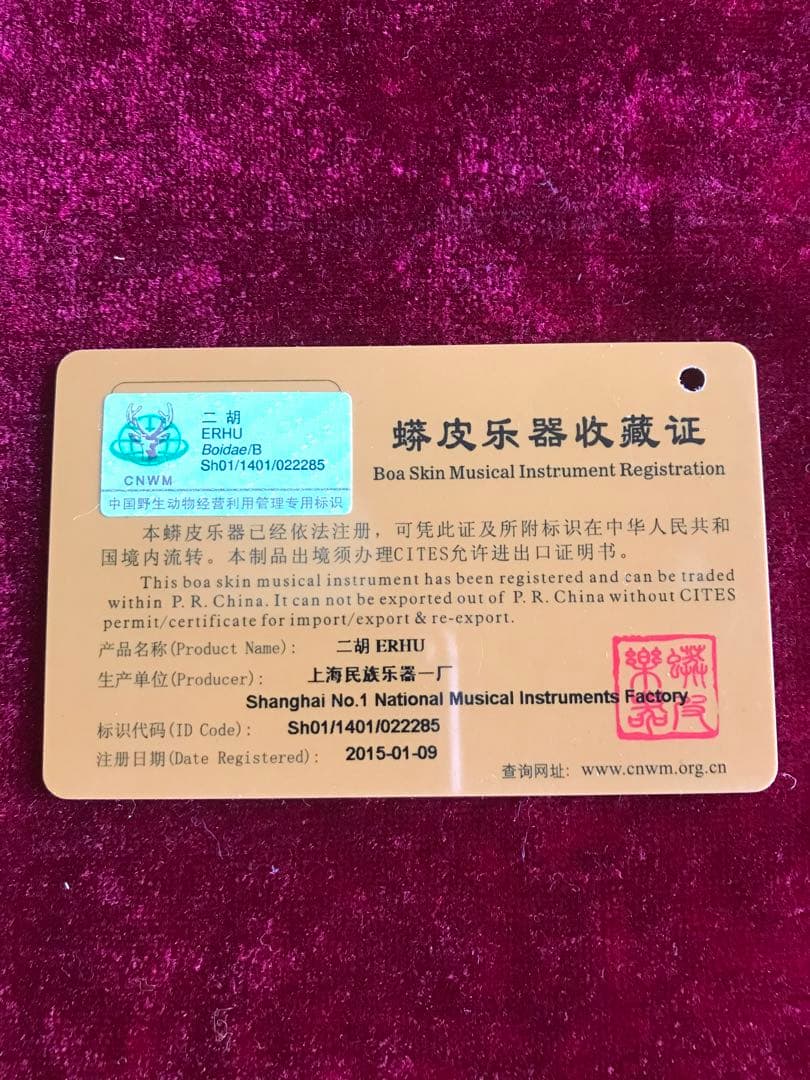 二胡
ERHU
Boidae/B
Sh01/1401/022285
CNWM
中国野生动物经营利用管理专用标识
蟒皮乐器收藏证
Boa Skin Musical Instrument Registration
本蟒皮乐器已经依法注册，可凭此证及所附标识在中华人民共和
国境内流转。本制品出境须办理CITES允许进出口证明书。
This boa skin musical instrument has been registered and can be traded
within P. R. China. It can not be exported out of P. R. China without CITES
permit/certificate for import/export & re-export.
产品名称(Product Name): 二胡 ERHU
生产单位(Producer): 上海民族乐器一厂
Shanghai No.1 National Musical Instruments Factory
标识代码(ID Code): Sh01/1401/022285
注册日期(Date Registered): 2015-01-09
蟒皮
樂器
查询网址: www.cnwm.org.cn